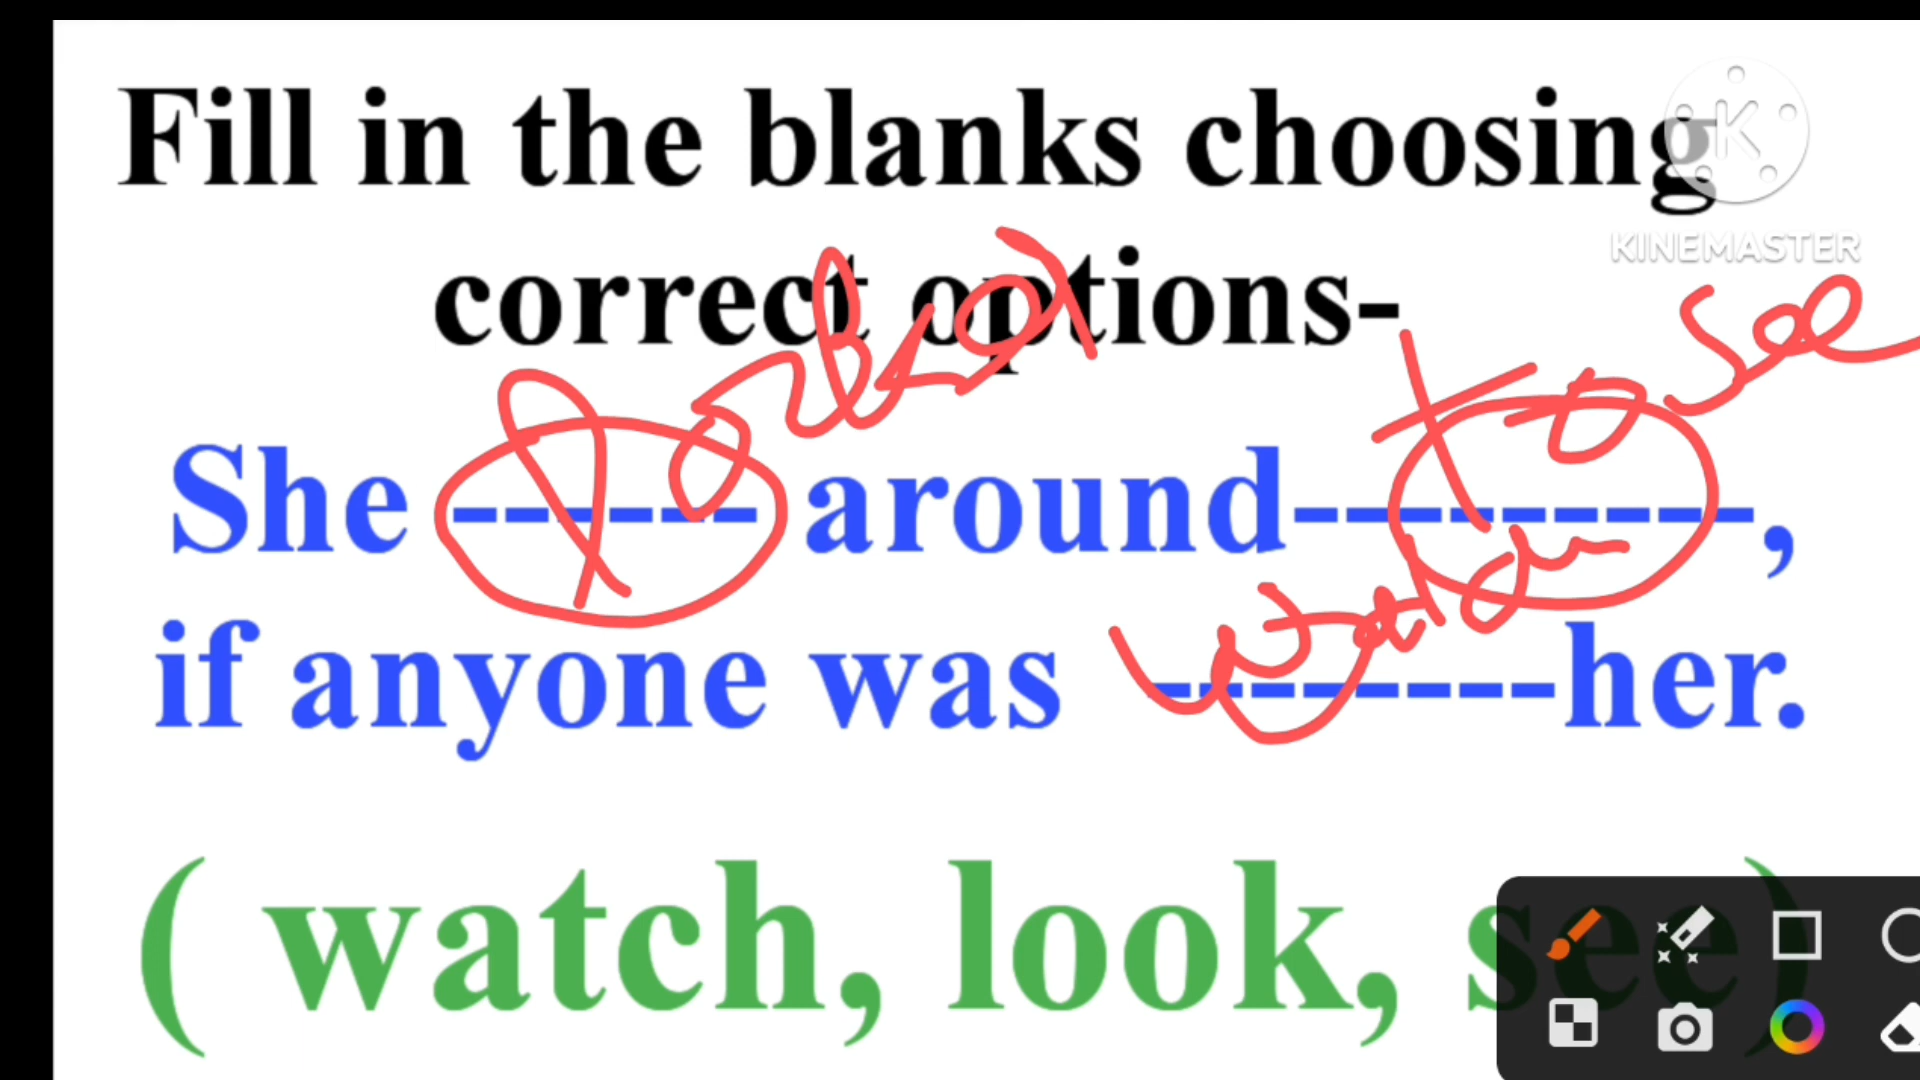 Fill in the blanks choosing
KINEMASTER
correct options-
looked
to see
She ------ around---------,
if anyone was --------her.
( watch, look, see)